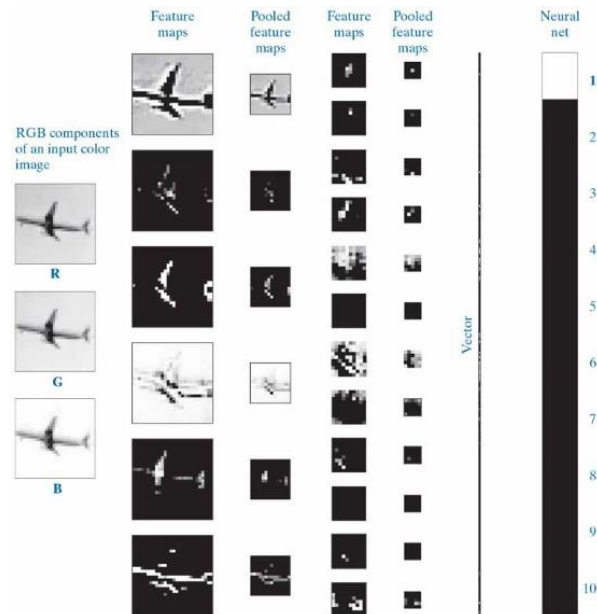 Feature
maps
Pooled
feature
maps
Feature
maps
Pooled
feature
maps
Neural
net
RGB components
of an input color
image
R
G
B
Vector
1
2
3
4
5
6
7
8
9
10